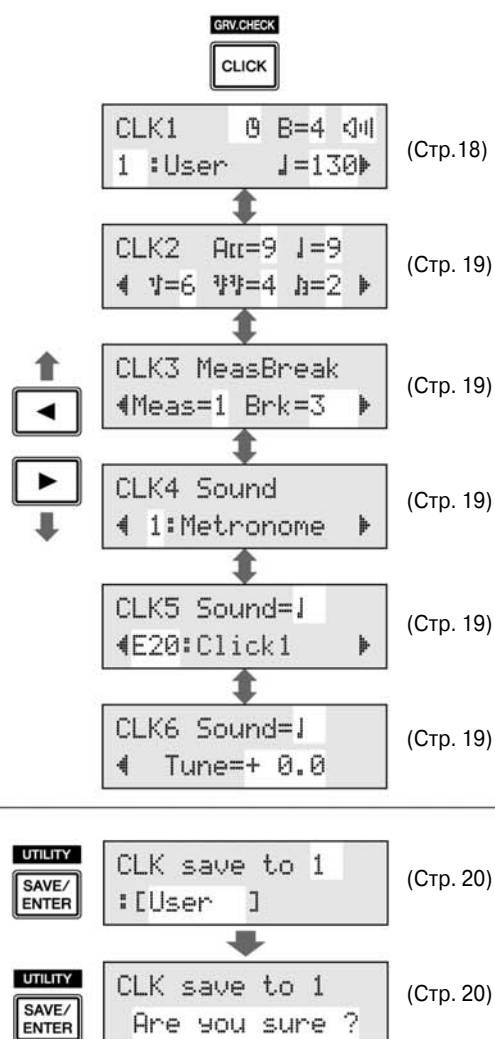 GRV.CHECK
CLICK
CLK1 B=4
1 :User ♩=130
(Стр.18)
CLK2 Acc=9 ♩=9
♪=6 =4 =2
(Стр. 19)
CLK3 MeasBreak
Meas=1 Brk=3
(Стр. 19)
CLK4 Sound
1:Metronome
(Стр. 19)
CLK5 Sound=♩
E20:Click1
(Стр. 19)
CLK6 Sound=♩
Tune=+ 0.0
(Стр. 19)
UTILITY
SAVE/
ENTER
CLK save to 1
:[User ]
(Стр. 20)
UTILITY
SAVE/
ENTER
CLK save to 1
Are you sure ?
(Стр. 20)